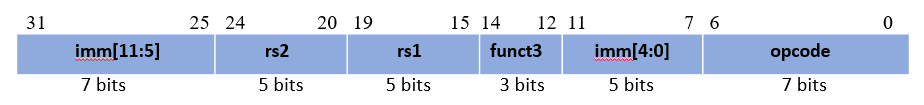 31 25 24 20 19 15 14 12 11 7 6 0
imm[11:5] rs2 rs1 funct3 imm[4:0] opcode
7 bits 5 bits 5 bits 3 bits 5 bits 7 bits